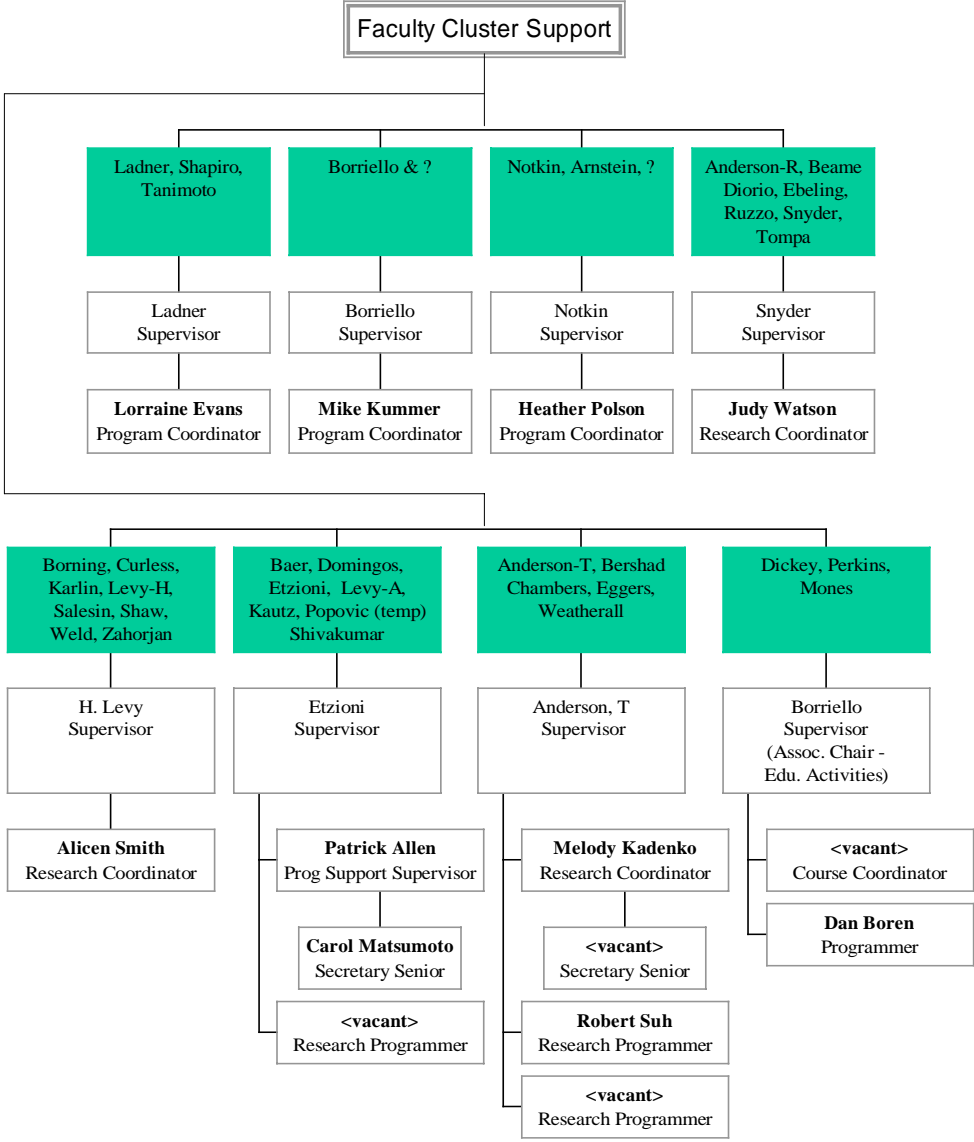 Faculty Cluster Support
Ladner, Shapiro,
Tanimoto
Borriello & ?
Notkin, Arnstein, ?
Anderson-R, Beame
Diorio, Ebeling,
Ruzzo, Snyder,
Tompa
Ladner
Supervisor
Borriello
Supervisor
Notkin
Supervisor
Snyder
Supervisor
Lorraine Evans
Program Coordinator
Mike Kummer
Program Coordinator
Heather Polson
Program Coordinator
Judy Watson
Research Coordinator
Borning, Curless,
Karlin, Levy-H,
Salesin, Shaw,
Weld, Zahorjan
Baer, Domingos,
Etzioni, Levy-A,
Kautz, Popovic (temp)
Shivakumar
Anderson-T, Bershad
Chambers, Eggers,
Weatherall
Dickey, Perkins,
Mones
H. Levy
Supervisor
Etzioni
Supervisor
Anderson, T
Supervisor
Borriello
Supervisor
(Assoc. Chair -
Edu. Activities)
Alicen Smith
Research Coordinator
Patrick Allen
Prog Support Supervisor
Carol Matsumoto
Secretary Senior
<vacant>
Research Programmer
Melody Kadenko
Research Coordinator
<vacant>
Secretary Senior
Robert Suh
Research Programmer
<vacant>
Research Programmer
<vacant>
Course Coordinator
Dan Boren
Programmer